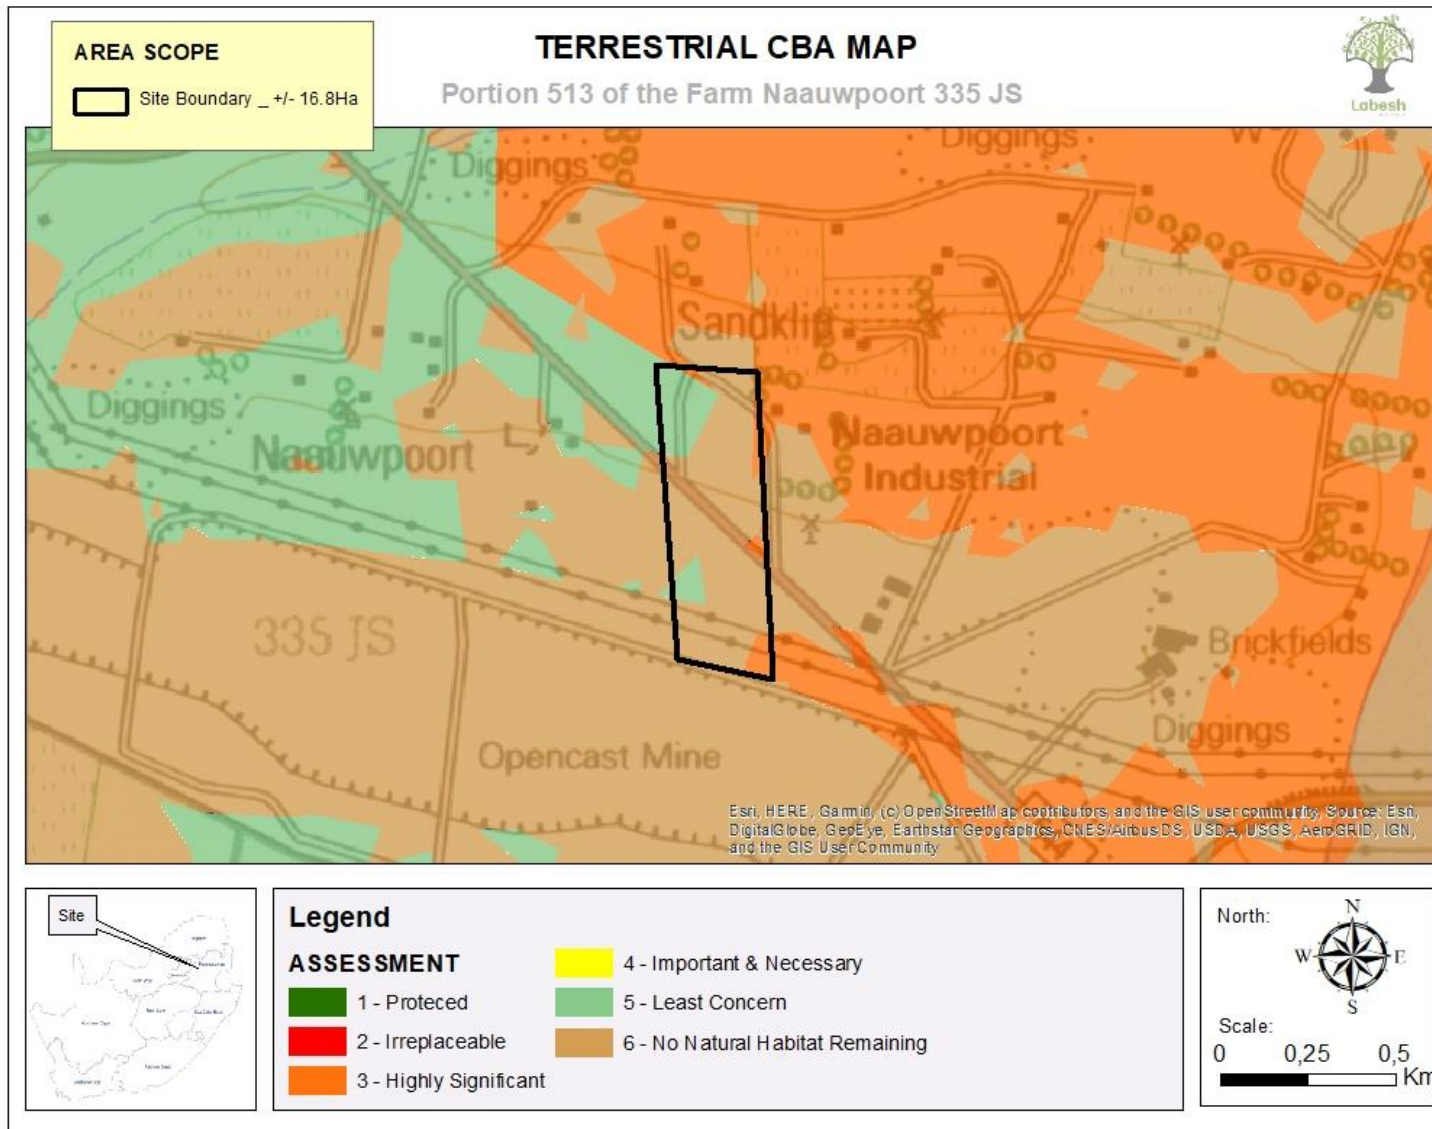 AREA SCOPE
Site Boundary _ +/- 16.8Ha
TERRESTRIAL CBA MAP
Portion 513 of the Farm Naauwpoort 335 JS
Labesh
Diggings
Diggings
W
Sandklip
Diggings
Naauwpoort
Naauwpoort
Industrial
335 JS
Brickfields
Diggings
Opencast Mine
Esri, HERE, Garmin, (c) OpenStreetMap contributors, and the GIS user community, Source: Esri,
DigitalGlobe, GeoEye, Earthstar Geographics, CNES/Airbus DS, USDA, USGS, AeroGRID, IGN,
and the GIS User Community
Site
Legend
ASSESSMENT
1 - Proteced
2 - Irreplaceable
3 - Highly Significant
4 - Important & Necessary
5 - Least Concern
6 - No Natural Habitat Remaining
North:
N
W
E
S
Scale:
0 0,25 0,5
Km